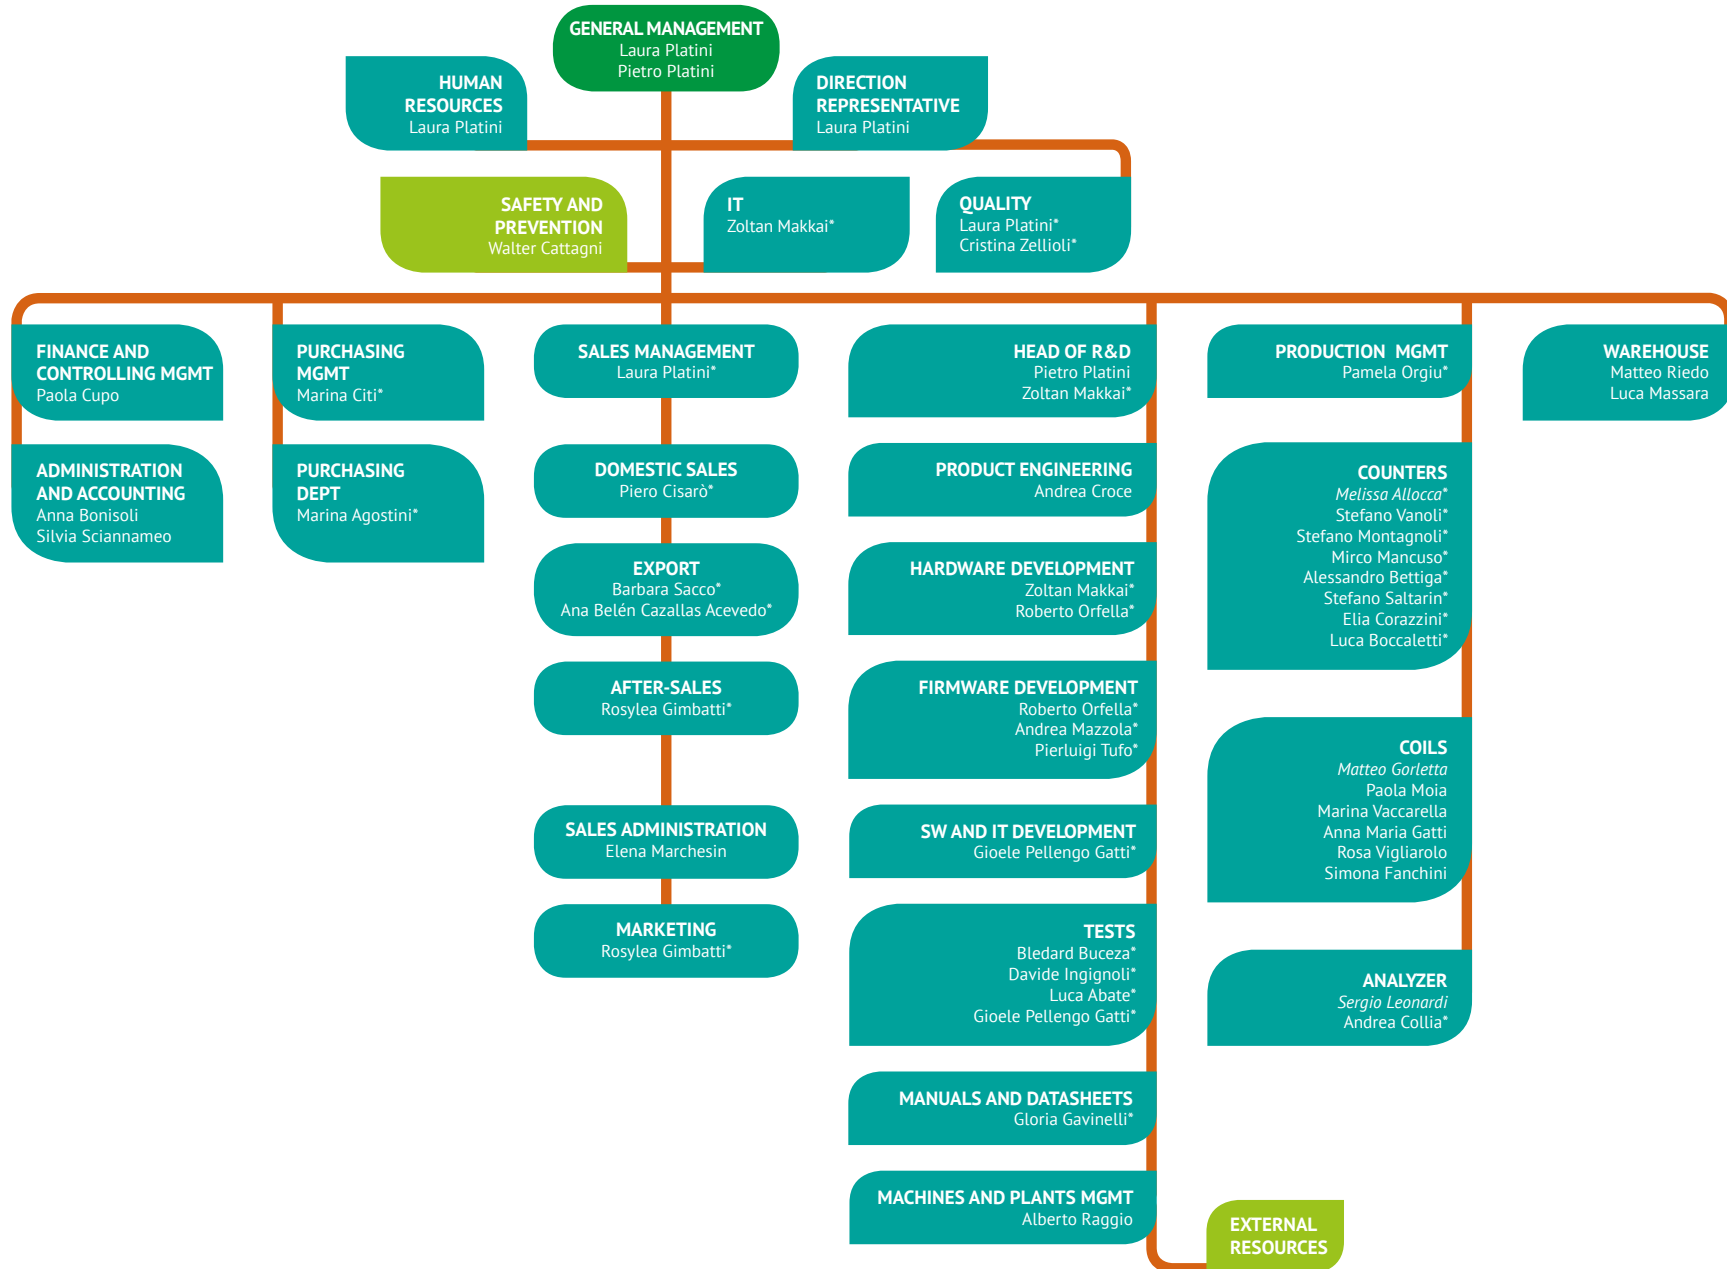 GENERAL MANAGEMENT
Laura Platini
Pietro Platini
HUMAN
RESOURCES
Laura Platini
DIRECTION
REPRESENTATIVE
Laura Platini
SAFETY AND
PREVENTION
Walter Cattagni
IT
Zoltan Makkai*
QUALITY
Laura Platini*
Cristina Zellioli*
FINANCE AND
CONTROLLING MGMT
Paola Cupo
ADMINISTRATION
AND ACCOUNTING
Anna Bonisoli
Silvia Sciannameo
PURCHASING
MGMT
Marina Citi*
PURCHASING
DEPT
Marina Agostini*
SALES MANAGEMENT
Laura Platini*
DOMESTIC SALES
Piero Cisarò*
EXPORT
Barbara Sacco*
Ana Belén Cazallas Acevedo*
AFTER-SALES
Rosylea Gimbatti*
SALES ADMINISTRATION
Elena Marchesin
MARKETING
Rosylea Gimbatti*
HEAD OF R&D
Pietro Platini
Zoltan Makkai*
PRODUCT ENGINEERING
Andrea Croce
HARDWARE DEVELOPMENT
Zoltan Makkai*
Roberto Orfella*
FIRMWARE DEVELOPMENT
Roberto Orfella*
Andrea Mazzola*
Pierluigi Tufo*
SW AND IT DEVELOPMENT
Gioele Pellengo Gatti*
TESTS
Bledard Buceza*
Davide Ingignoli*
Luca Abate*
Gioele Pellengo Gatti*
MANUALS AND DATASHEETS
Gloria Gavinelli*
MACHINES AND PLANTS MGMT
Alberto Raggio
PRODUCTION MGMT
Pamela Orgiu*
COUNTERS
Melissa Allocca*
Stefano Vanoli*
Stefano Montagnoli*
Mirco Mancuso*
Alessandro Bettiga*
Stefano Saltarin*
Elia Corazzini*
Luca Boccaletti*
COILS
Matteo Gorletta
Paola Moia
Marina Vaccarella
Anna Maria Gatti
Rosa Vigliarolo
Simona Fanchini
ANALYZER
Sergio Leonardi
Andrea Collia*
EXTERNAL
RESOURCES
WAREHOUSE
Matteo Riedo
Luca Massara